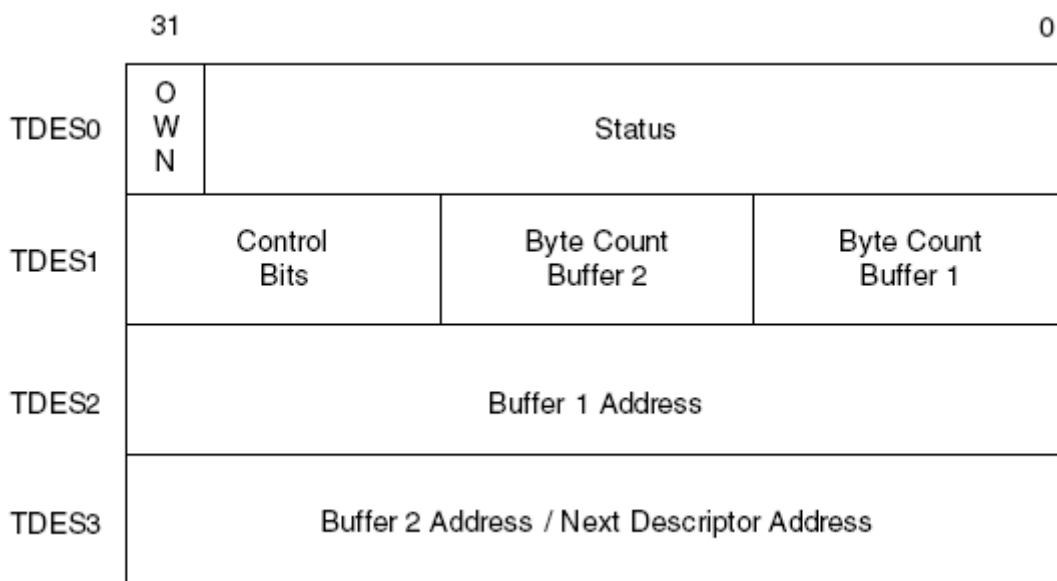 31 0
TDES0 O W N Status
TDES1 Control Bits Byte Count Buffer 2 Byte Count Buffer 1
TDES2 Buffer 1 Address
TDES3 Buffer 2 Address / Next Descriptor Address